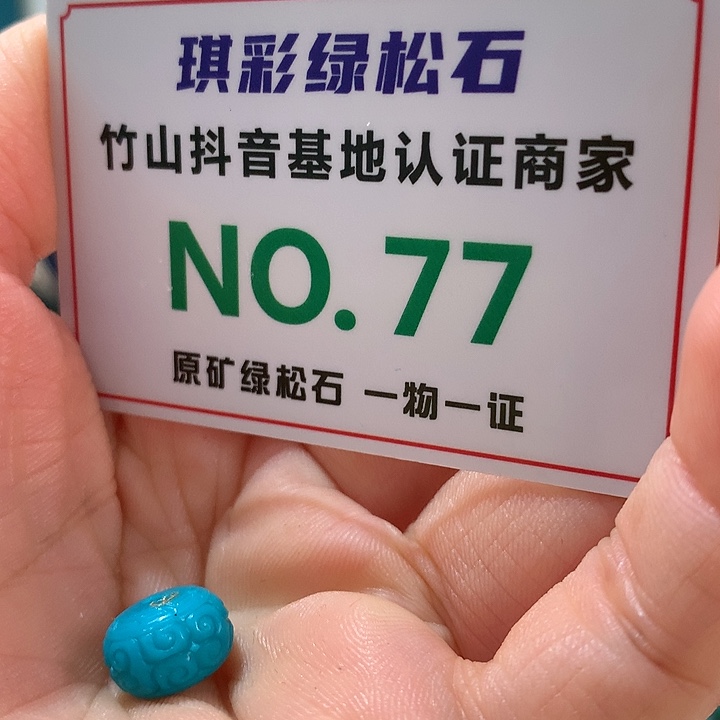 琪彩绿松石
竹山抖音基地认证商家
NO.77
原矿绿松石 一物一证